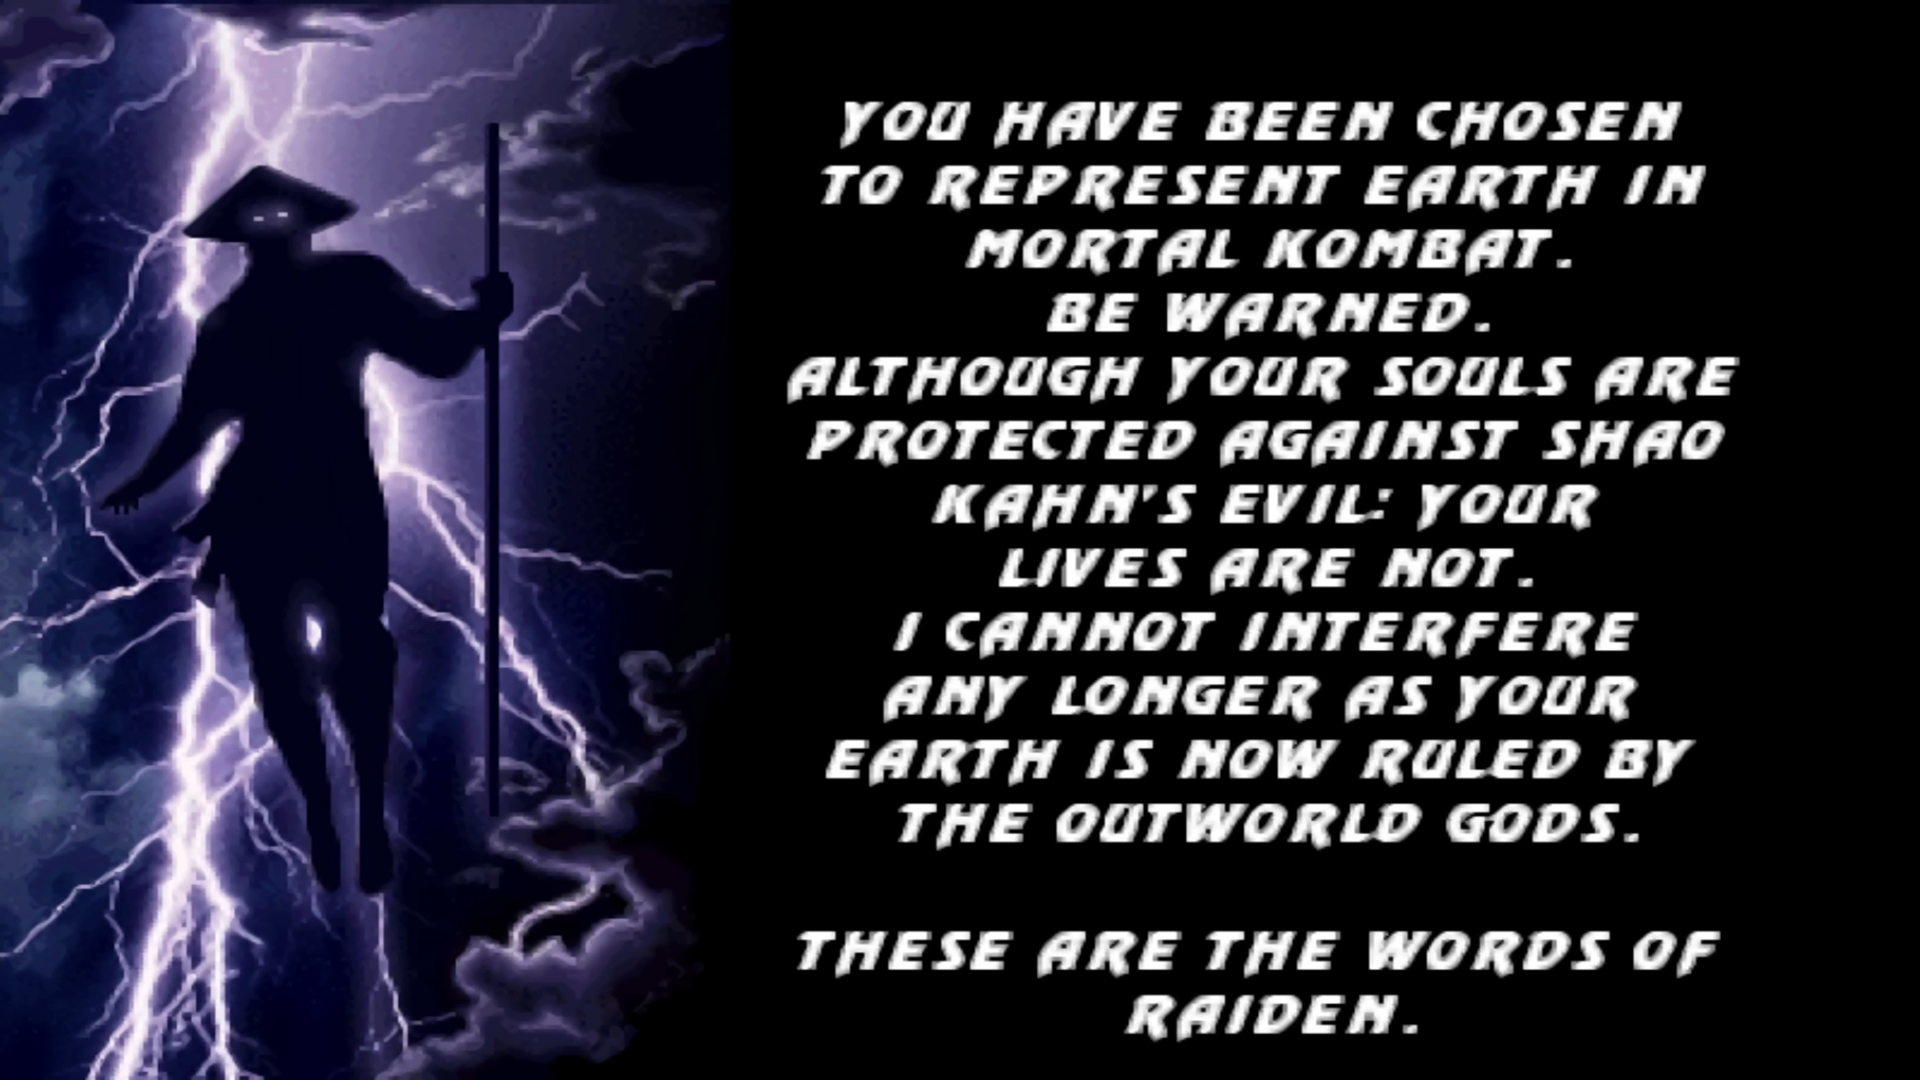 YOU HAVE BEEN CHOSEN
TO REPRESENT EARTH IN
MORTAL KOMBAT.
BE WARNED.
ALTHOUGH YOUR SOULS ARE
PROTECTED AGAINST SHAO
KAHN'S EVIL: YOUR
LIVES ARE NOT.
I CANNOT INTERFERE
ANY LONGER AS YOUR
EARTH IS NOW RULED BY
THE OUTWORLD GODS.
THESE ARE THE WORDS OF
RAIDEN.